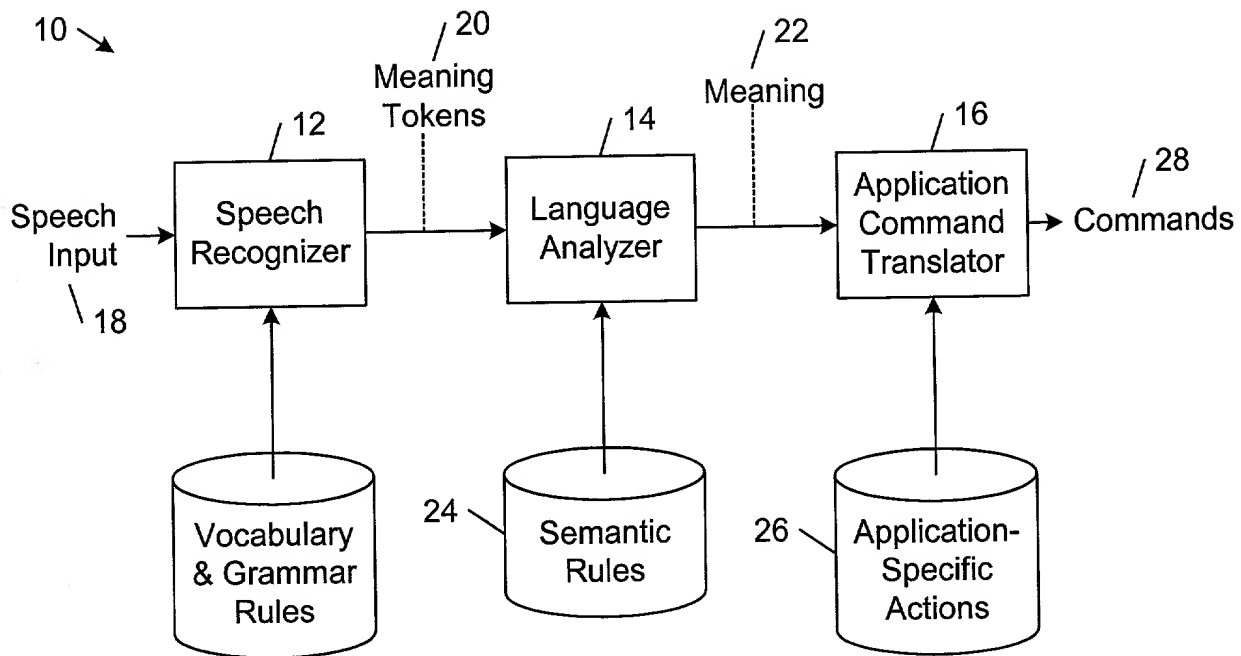 10
20
Meaning
Tokens
22
Meaning
12
14
16
28
Speech
Input
18
Speech
Recognizer
Language
Analyzer
Application
Command
Translator
Commands
Vocabulary
& Grammar
Rules
24
Semantic
Rules
26
Application-
Specific
Actions